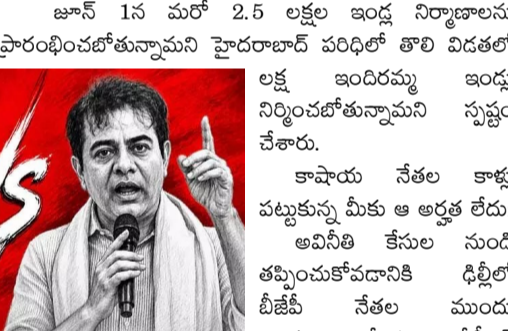 జూన్ 1న మరో 2.5 లక్షల ఇండ్ల నిర్మాణాలను
ప్రారంభించబోతున్నామని హైదరాబాద్ పరిధిలో తొలి విడతలో
లక్ష ఇందిరమ్మ ఇండ్లు
నిర్మించబోతున్నామని స్పష్టం
చేశారు.
కాషాయ నేతల కాళ్లు
పట్టుకున్న మీకు ఆ అర్హత లేదు
అవినీతి కేసుల నుండి
తప్పించుకోవడానికి ఢిల్లీలో
బీజేపీ నేతల ముందు